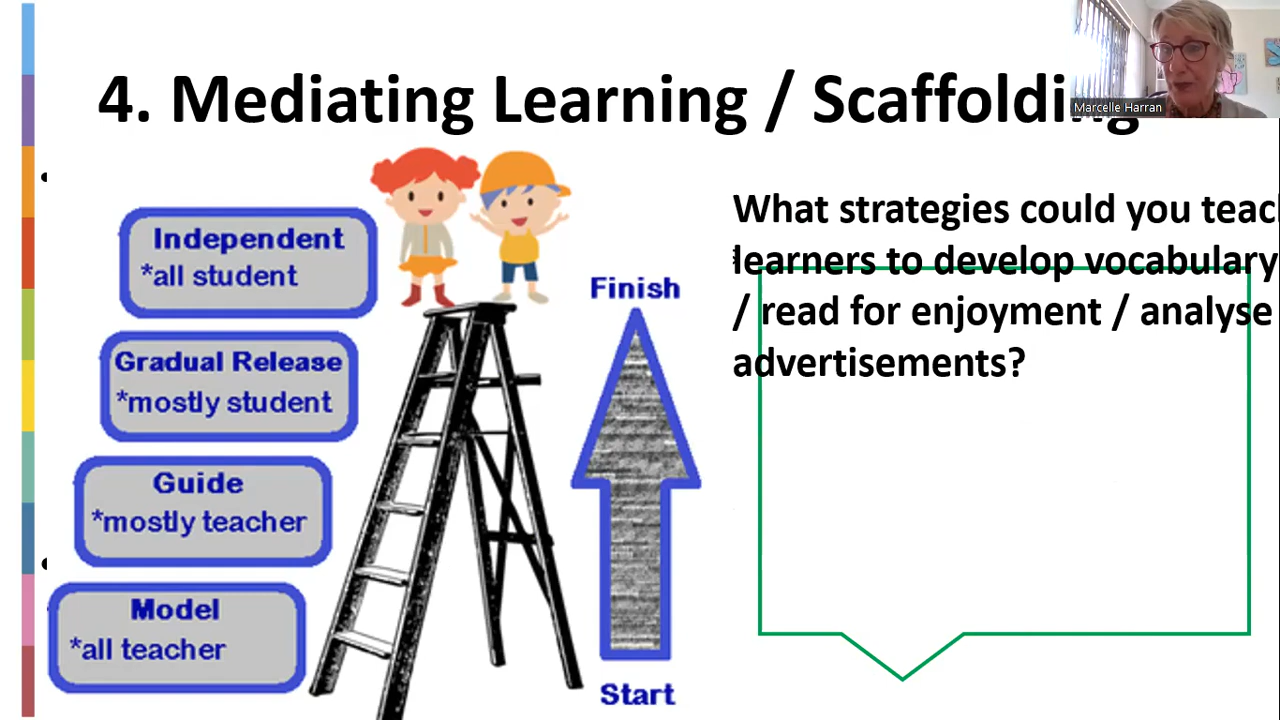 4. Mediating Learning / Scaffolding
Marcelle Harran
What strategies could you teac
learners to develop vocabulary
/ read for enjoyment / analyse
advertisements?
Independent
*all student
Gradual Release
*mostly student
Guide
*mostly teacher
Model
*all teacher
Finish
Start